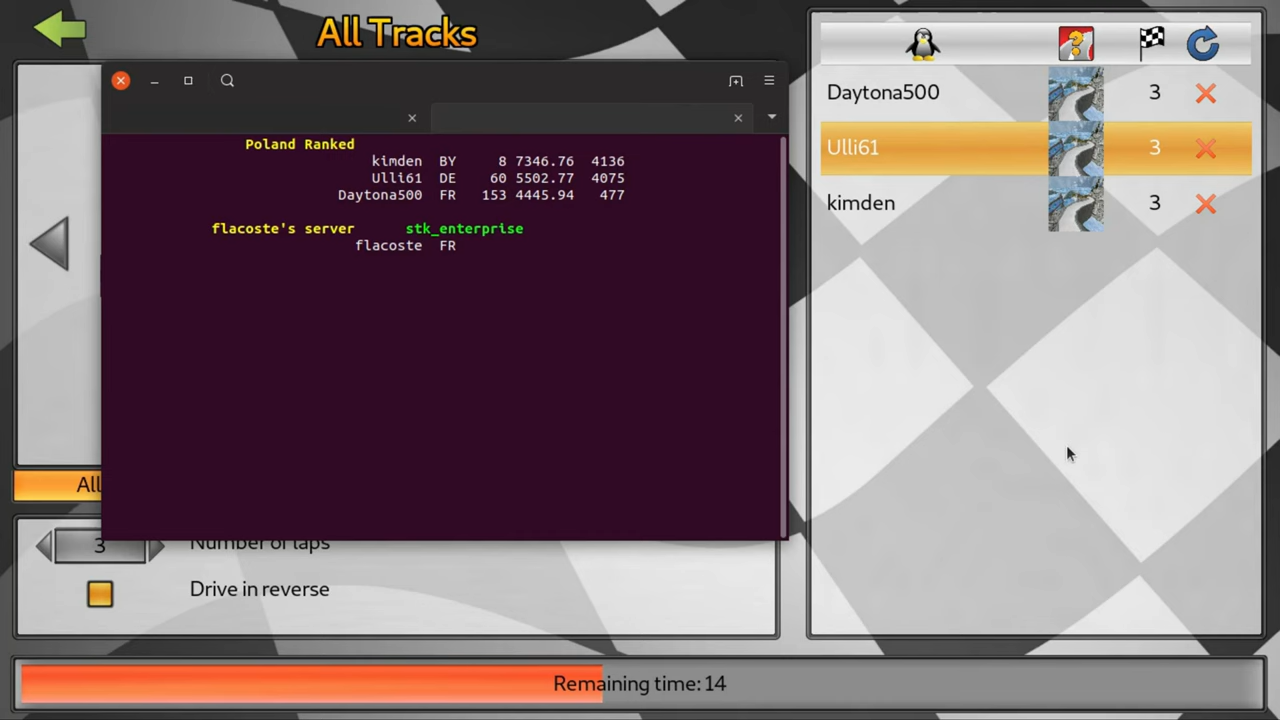 All Tracks
Poland Ranked
kimden BY 8 7346.76 4136
Ulli61 DE 60 5502.77 4075
Daytona500 FR 153 4445.94 477
flacoste's server stk_enterprise
flacoste FR
All
3 Number of laps
Drive in reverse
Daytona500 3
Ulli61 3
kimden 3
Remaining time: 14